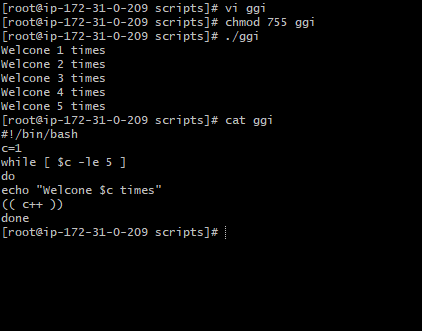 [root@ip-172-31-0-209 scripts]# vi ggi
[root@ip-172-31-0-209 scripts]# chmod 755 ggi
[root@ip-172-31-0-209 scripts]# ./ggi
Welcone 1 times
Welcone 2 times
Welcone 3 times
Welcone 4 times
Welcone 5 times
[root@ip-172-31-0-209 scripts]# cat ggi
#!/bin/bash
c=1
while [ $c -le 5 ]
do
echo "Welcone $c times"
(( c++ ))
done
[root@ip-172-31-0-209 scripts]#